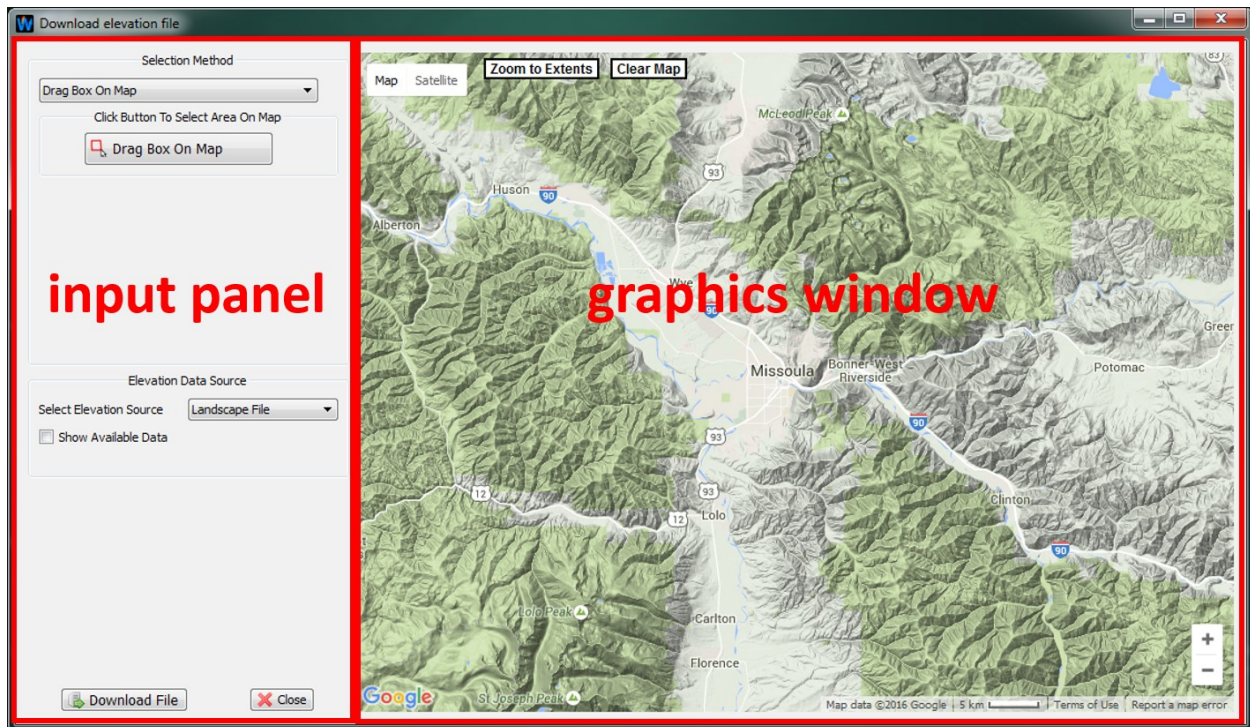 Download elevation file
Selection Method
Drag Box On Map
Click Button To Select Area On Map
Drag Box On Map
input panel
Elevation Data Source
Select Elevation Source
Landscape File
Show Available Data
Download File
Close
Map
Satellite
Zoom to Extents
Clear Map
83
McLeod Peak
93
Huson
90
Alberton
Wye
graphics window
90
Green
Missoula
Bonner-West
Riverside
Potomac
90
93
12
93
Clinton
12
Lolo
90
Lolo Peak
Carlton
Florence
St Joseph Peak
Google
Map data ©2016 Google
5 km
Terms of Use
Report a map error